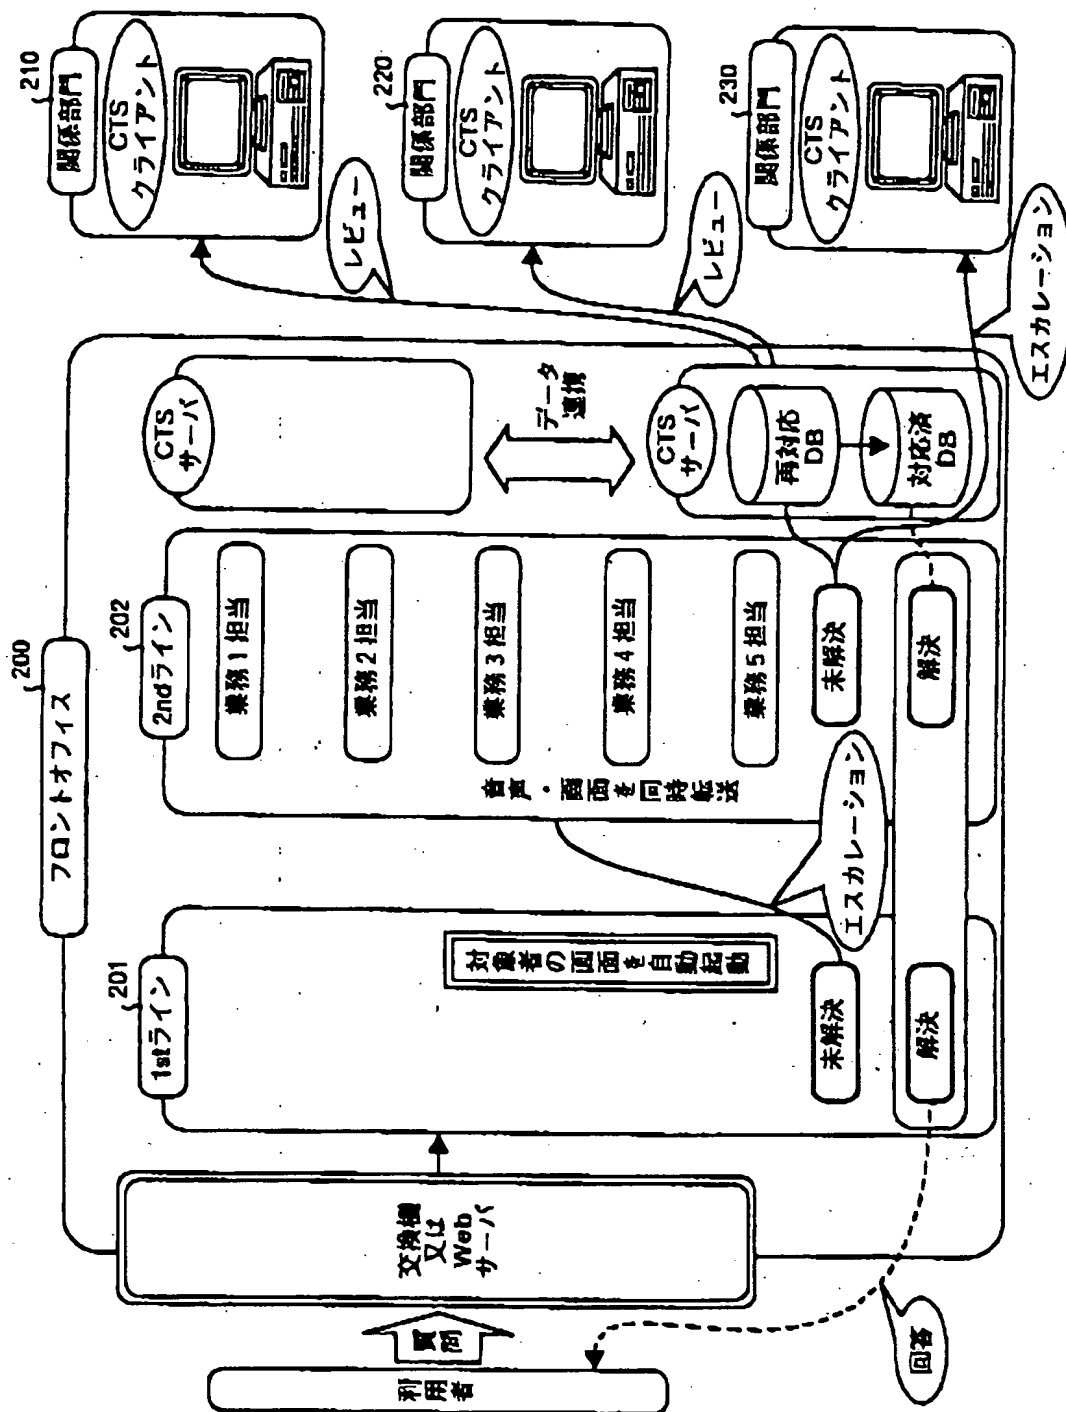 200
フロントオフィス
利用者
質問
交換機
又は
Web
サーバ
回答
201
1stライン
対象者の画面を自動起動
未解決
解決
エスカレーション
202
2ndライン
業務1担当
業務2担当
業務3担当
業務4担当
業務5担当
音声・画面を同時転送
未解決
解決
CTS
サーバ
データ
連携
CTS
サーバ
再対応
DB
対応済
DB
レビュー
レビュー
エスカレーション
210
関係部門
CTS
クライアント
220
関係部門
CTS
クライアント
230
関係部門
CTS
クライアント